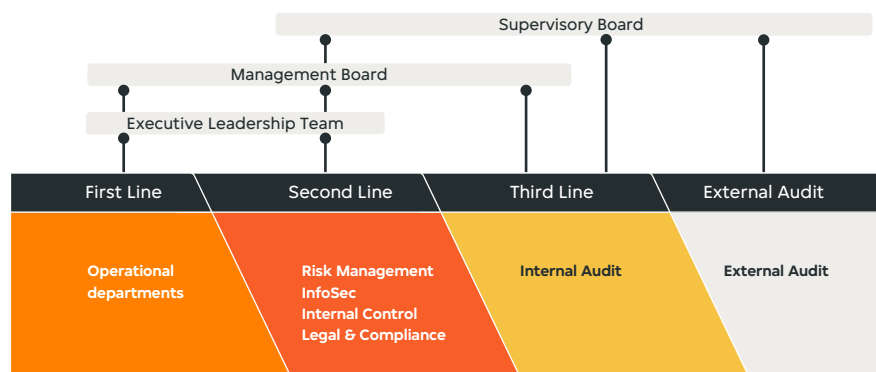 Supervisory Board
Management Board
Executive Leadership Team
First Line
Second Line
Third Line
External Audit
Operational
departments
Risk Management
InfoSec
Internal Control
Legal & Compliance
Internal Audit
External Audit